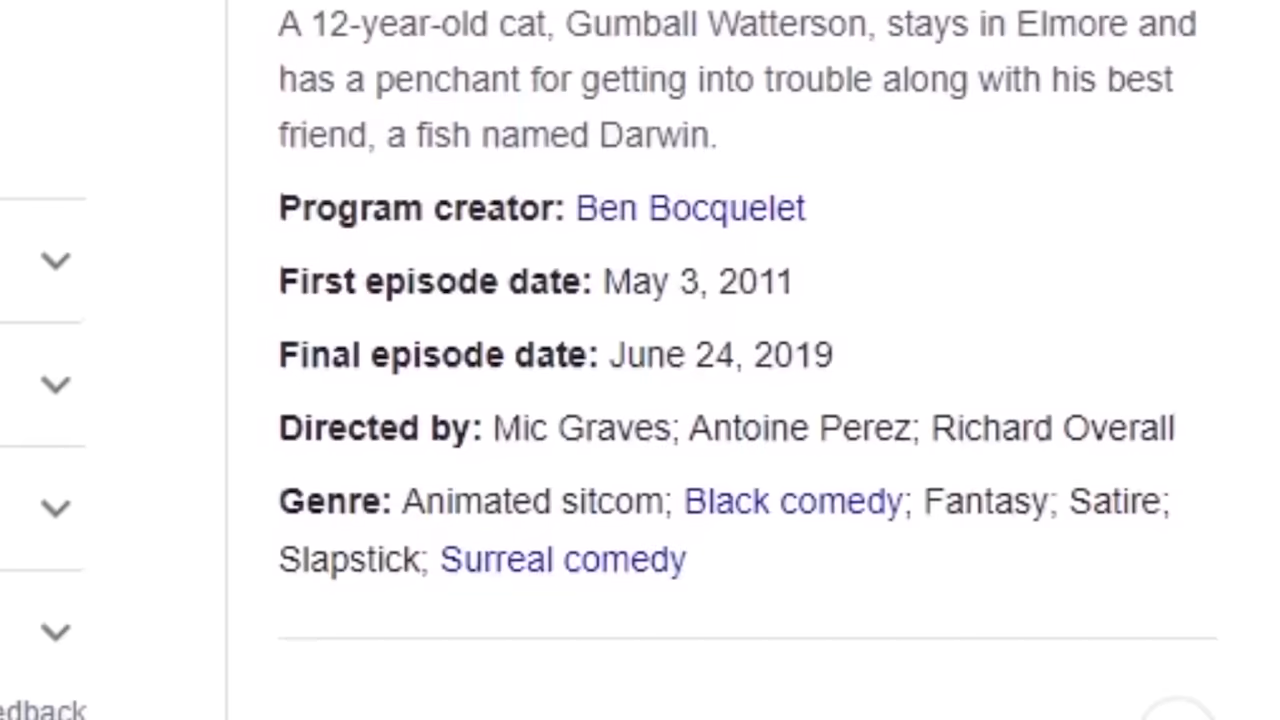 A 12-year-old cat, Gumball Watterson, stays in Elmore and
has a penchant for getting into trouble along with his best
friend, a fish named Darwin.
Program creator: Ben Bocquelet
First episode date: May 3, 2011
Final episode date: June 24, 2019
Directed by: Mic Graves; Antoine Perez; Richard Overall
Genre: Animated sitcom; Black comedy; Fantasy; Satire;
Slapstick; Surreal comedy
edback